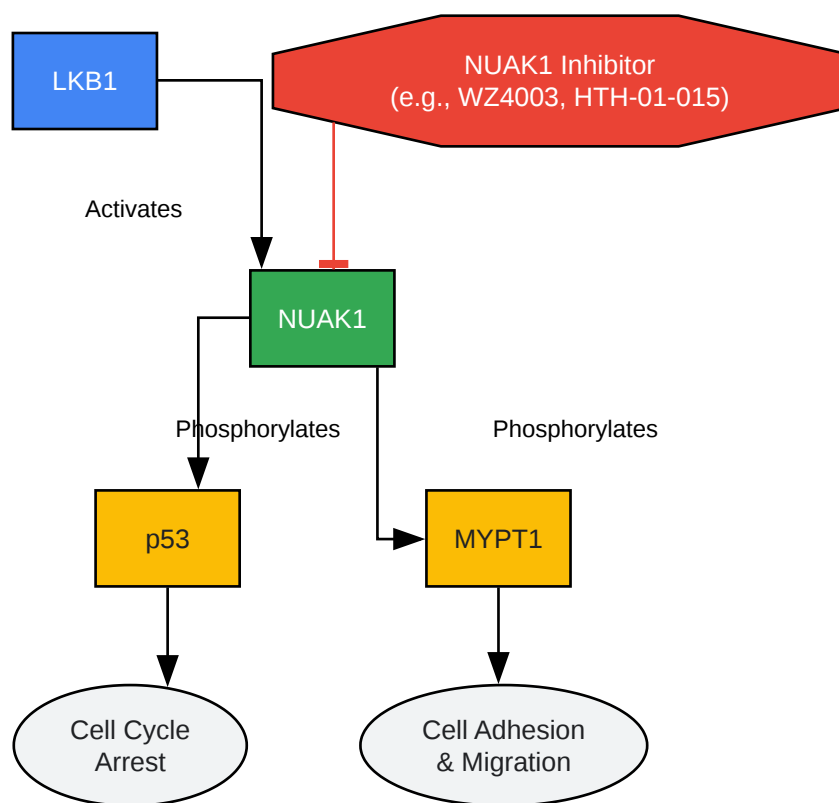 LKB1
NUAK1 Inhibitor
(e.g., WZ4003, HTH-01-015)
Activates
NUAK1
Phosphorylates
Phosphorylates
p53
MYPT1
Cell Cycle
Arrest
Cell Adhesion
& Migration